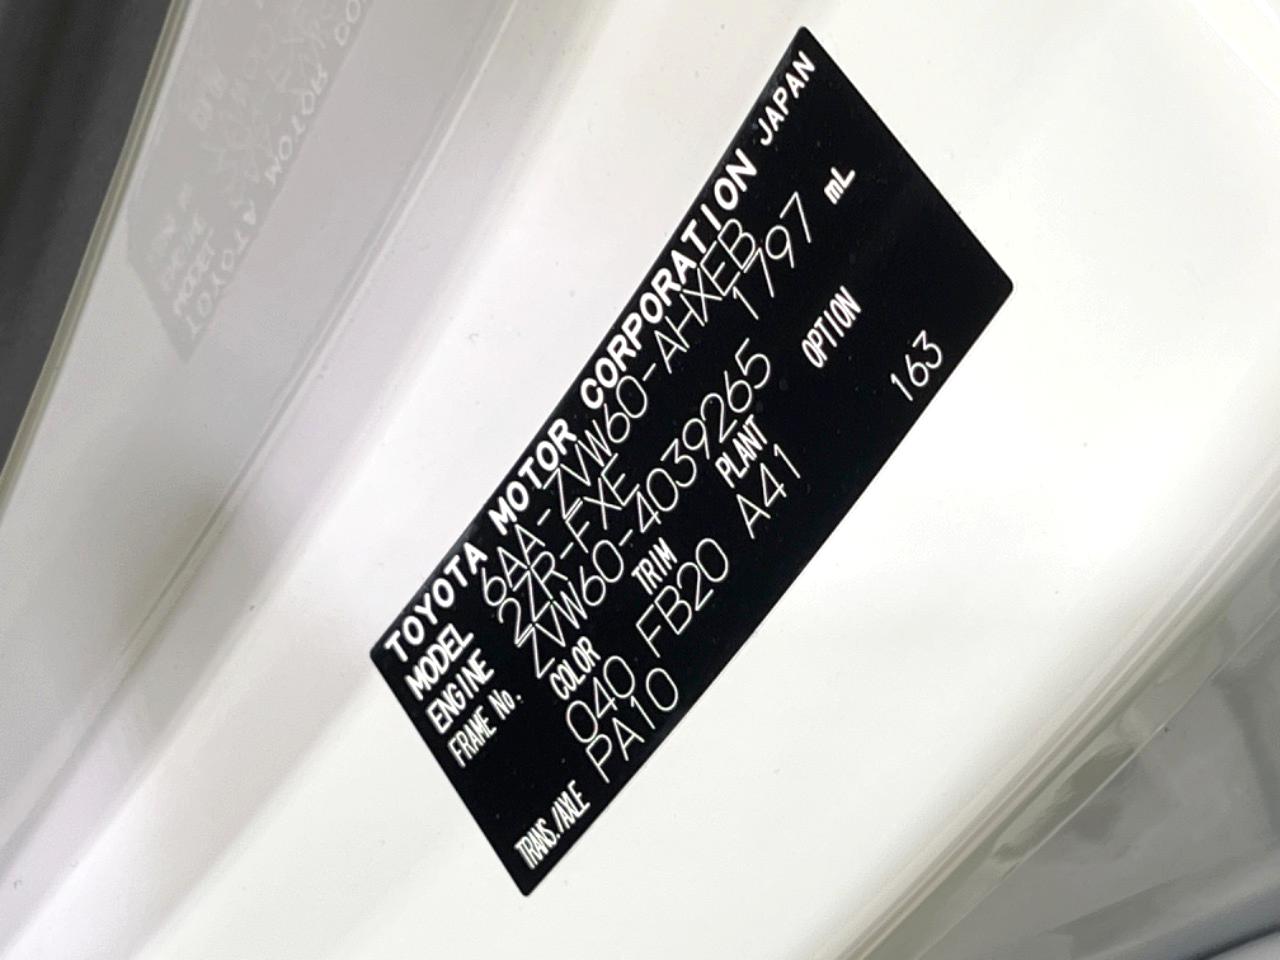 TOYOTA MOTOR CORPORATION JAPAN
MODEL 6AA-ZVW60-AHXEB
ENGINE 2ZR-FXE 1797 mL
FRAME No. ZVW60-4039265
COLOR TRIM PLANT OPTION
040 FB20 A41 163
TRANS./AXLE PA10